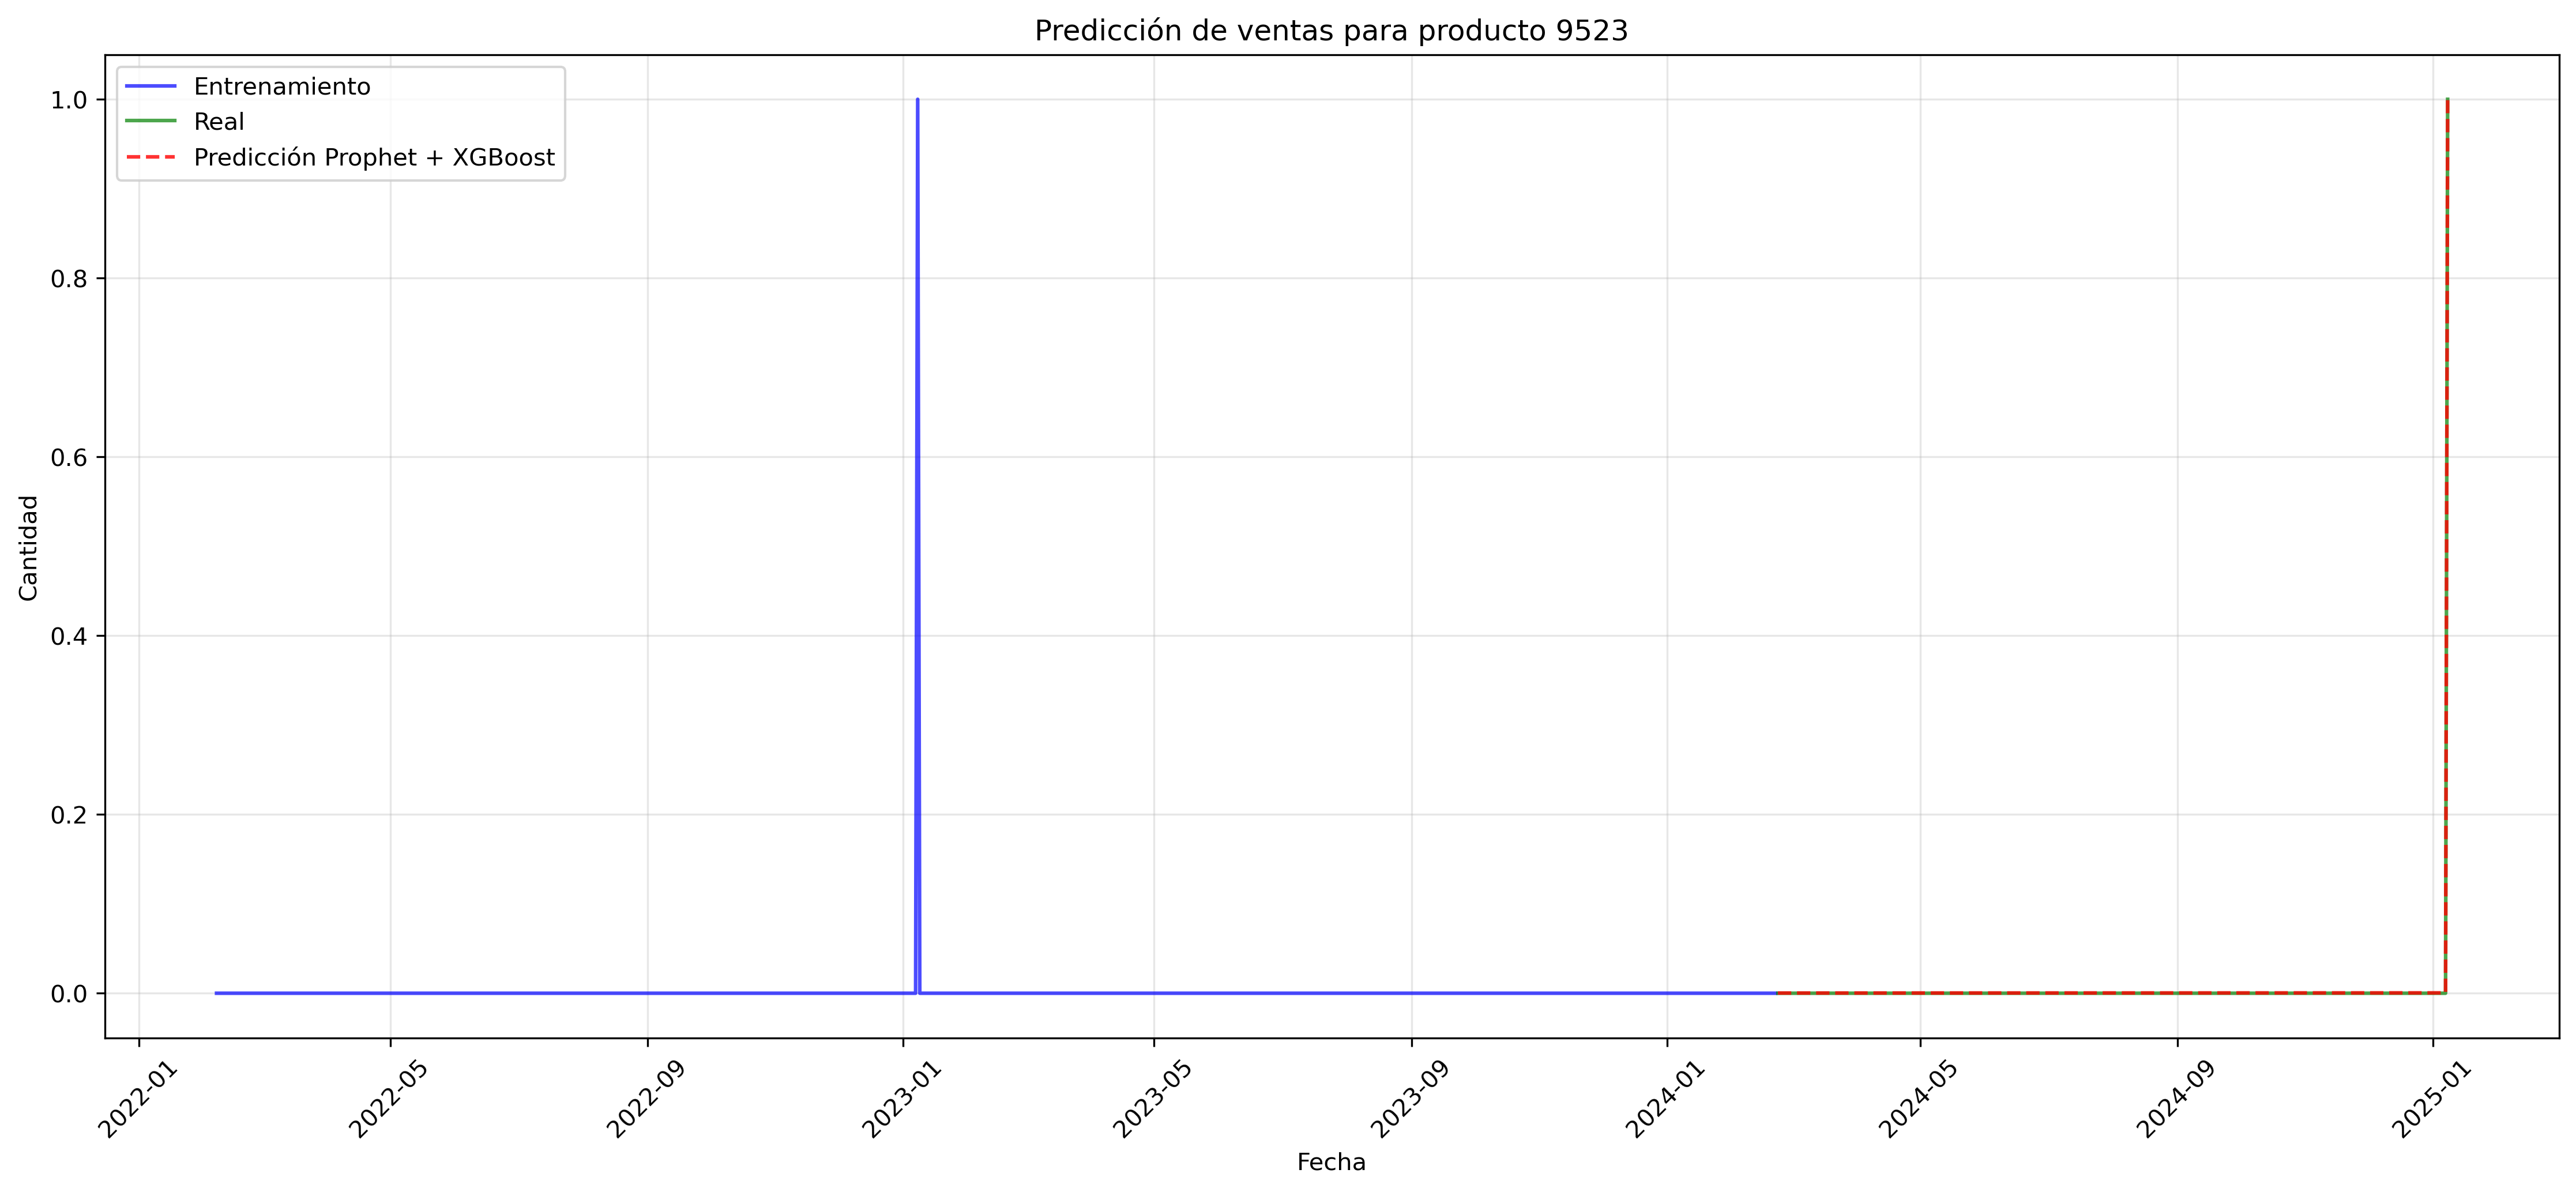 Predicción de ventas para producto 9523
Entrenamiento
Real
Predicción Prophet + XGBoost
Cantidad
1.0
0.8
0.6
0.4
0.2
0.0
2022-01
2022-05
2022-09
2023-01
2023-05
2023-09
2024-01
2024-05
2024-09
2025-01
Fecha